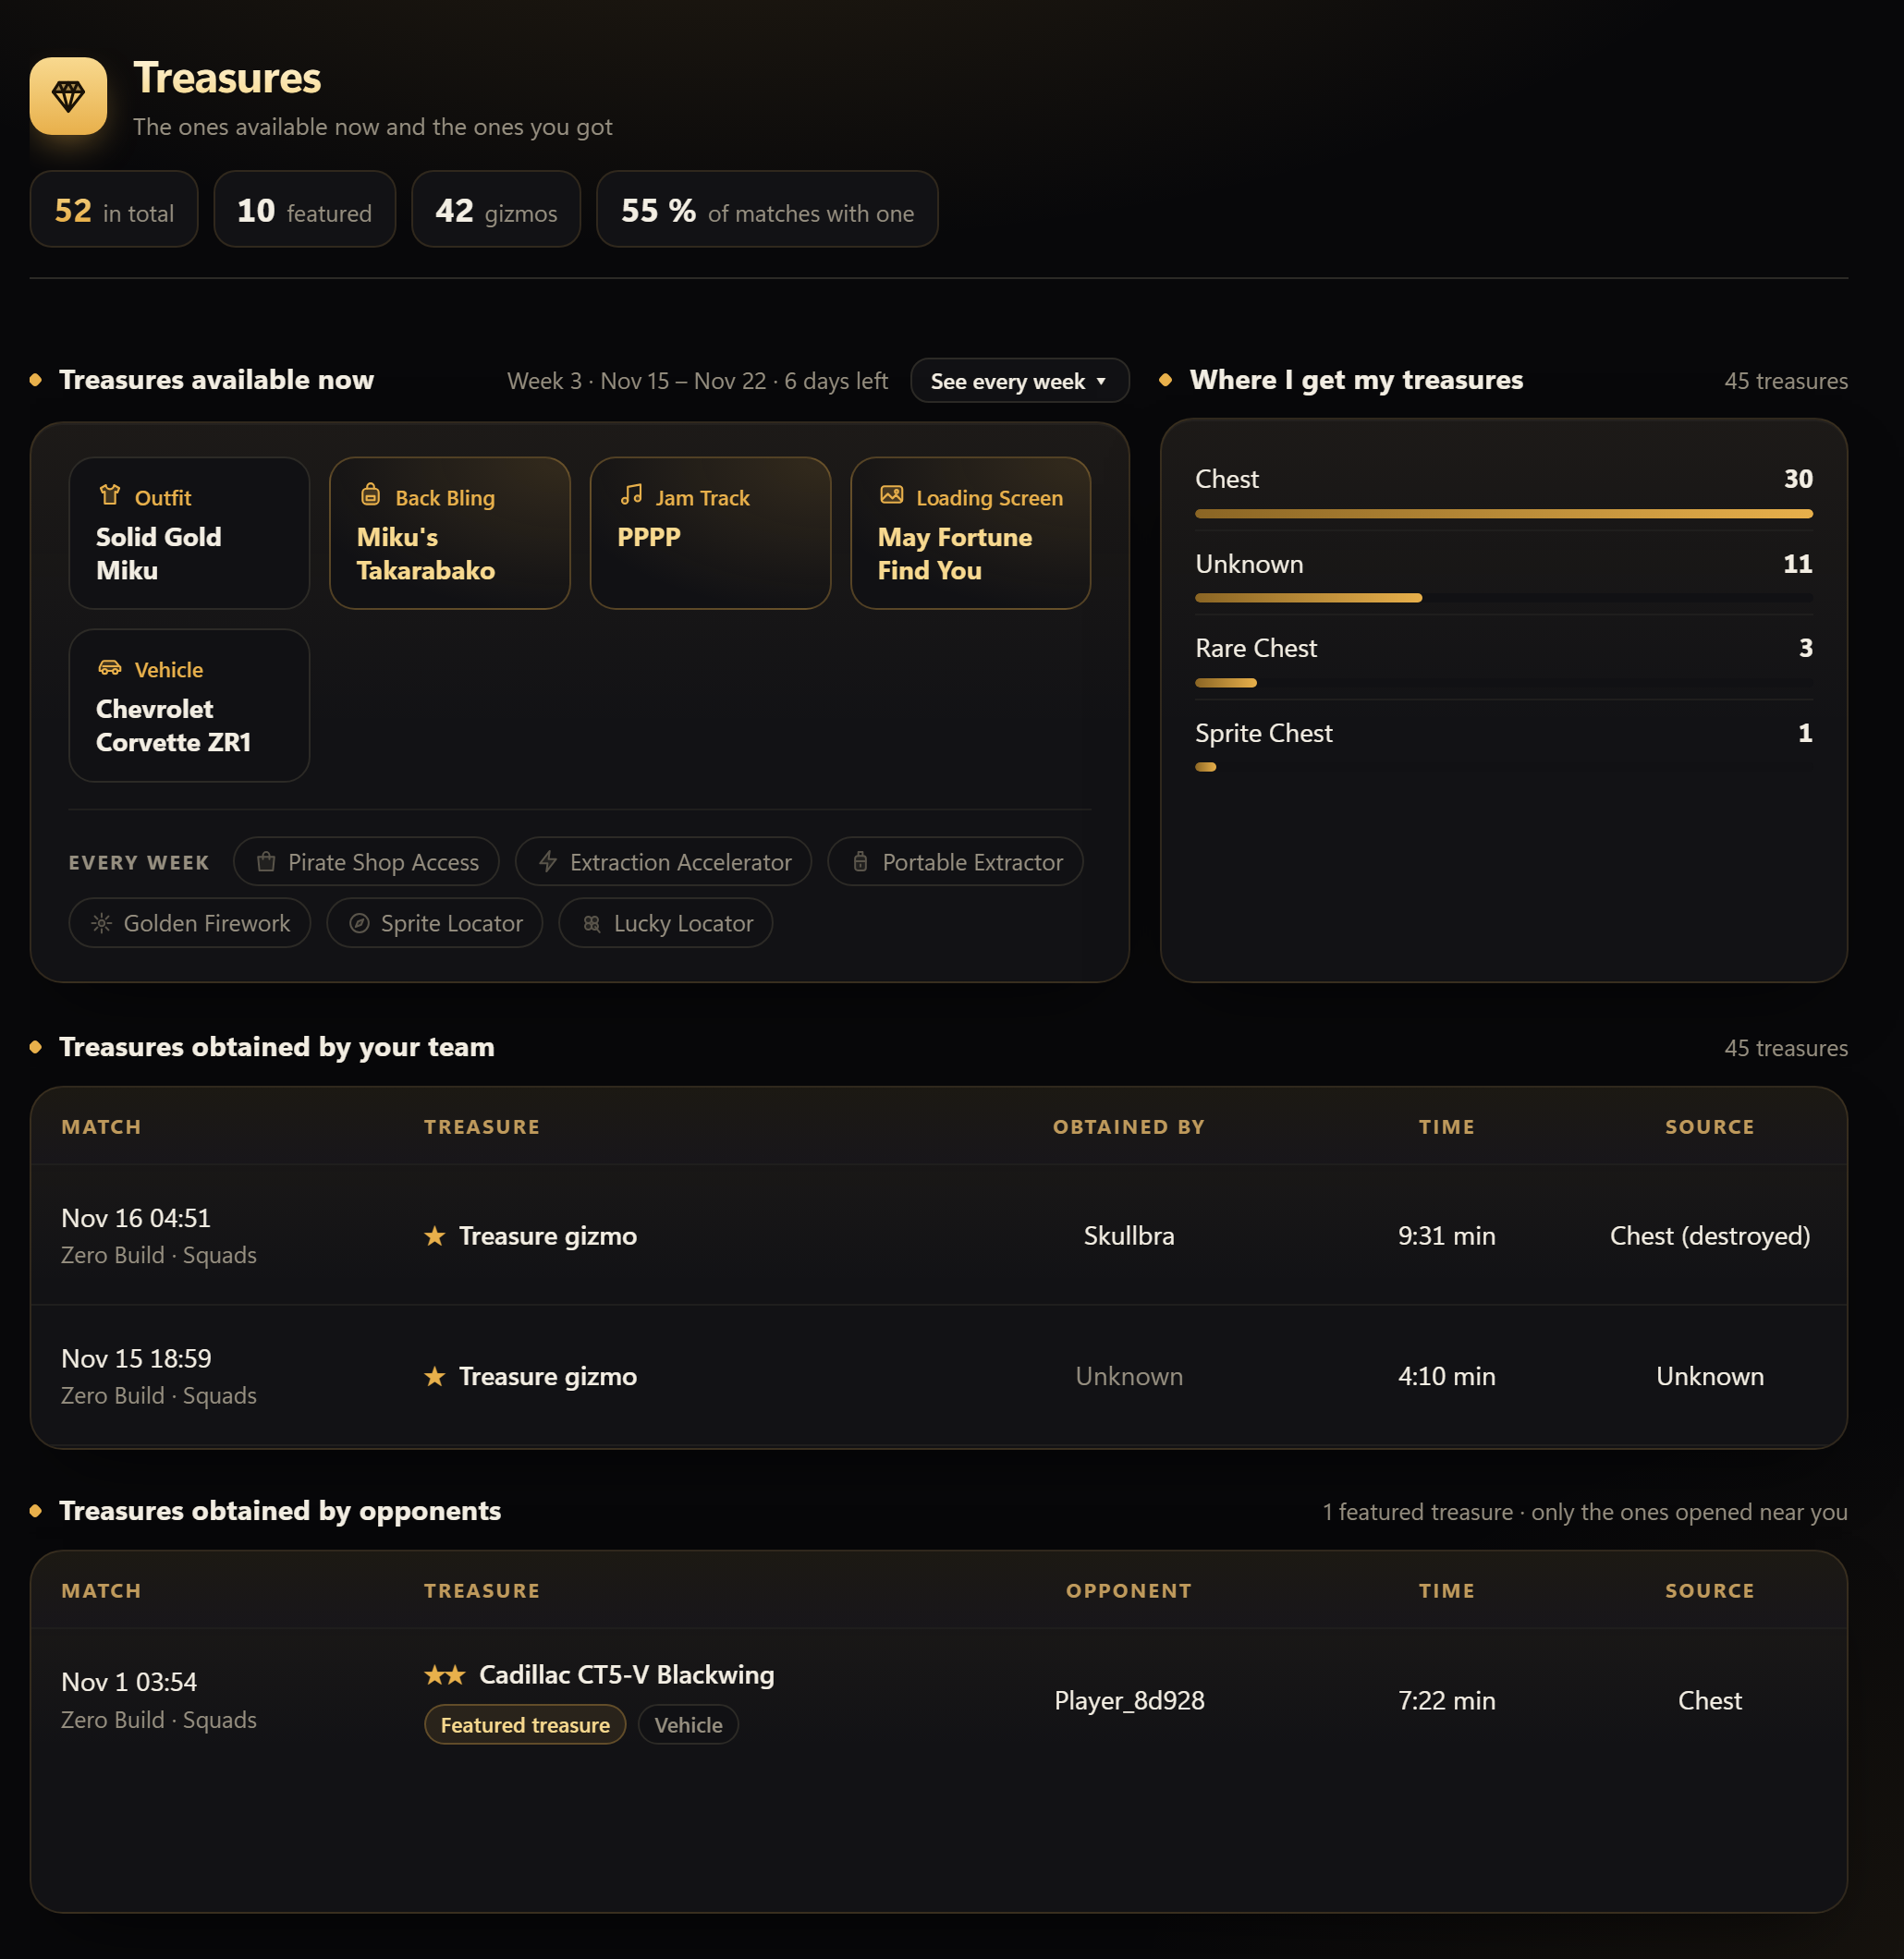 Treasures
The ones available now and the ones you got
52 in total
10 featured
42 gizmos
55 % of matches with one
Treasures available now
Week 3 · Nov 15 – Nov 22 · 6 days left
See every week ▾
Outfit
Solid Gold
Miku
Back Bling
Miku's
Takarabako
Jam Track
PPPP
Loading Screen
May Fortune
Find You
Vehicle
Chevrolet
Corvette ZR1
EVERY WEEK
Pirate Shop Access
Extraction Accelerator
Portable Extractor
Golden Firework
Sprite Locator
Lucky Locator
Where I get my treasures
45 treasures
Chest 30
Unknown 11
Rare Chest 3
Sprite Chest 1
Treasures obtained by your team
45 treasures
MATCH TREASURE OBTAINED BY TIME SOURCE
Nov 16 04:51
Zero Build · Squads
★ Treasure gizmo
Skullbra
9:31 min
Chest (destroyed)
Nov 15 18:59
Zero Build · Squads
★ Treasure gizmo
Unknown
4:10 min
Unknown
Treasures obtained by opponents
1 featured treasure · only the ones opened near you
MATCH TREASURE OPPONENT TIME SOURCE
Nov 1 03:54
Zero Build · Squads
★★ Cadillac CT5-V Blackwing
Featured treasure
Vehicle
Player_8d928
7:22 min
Chest